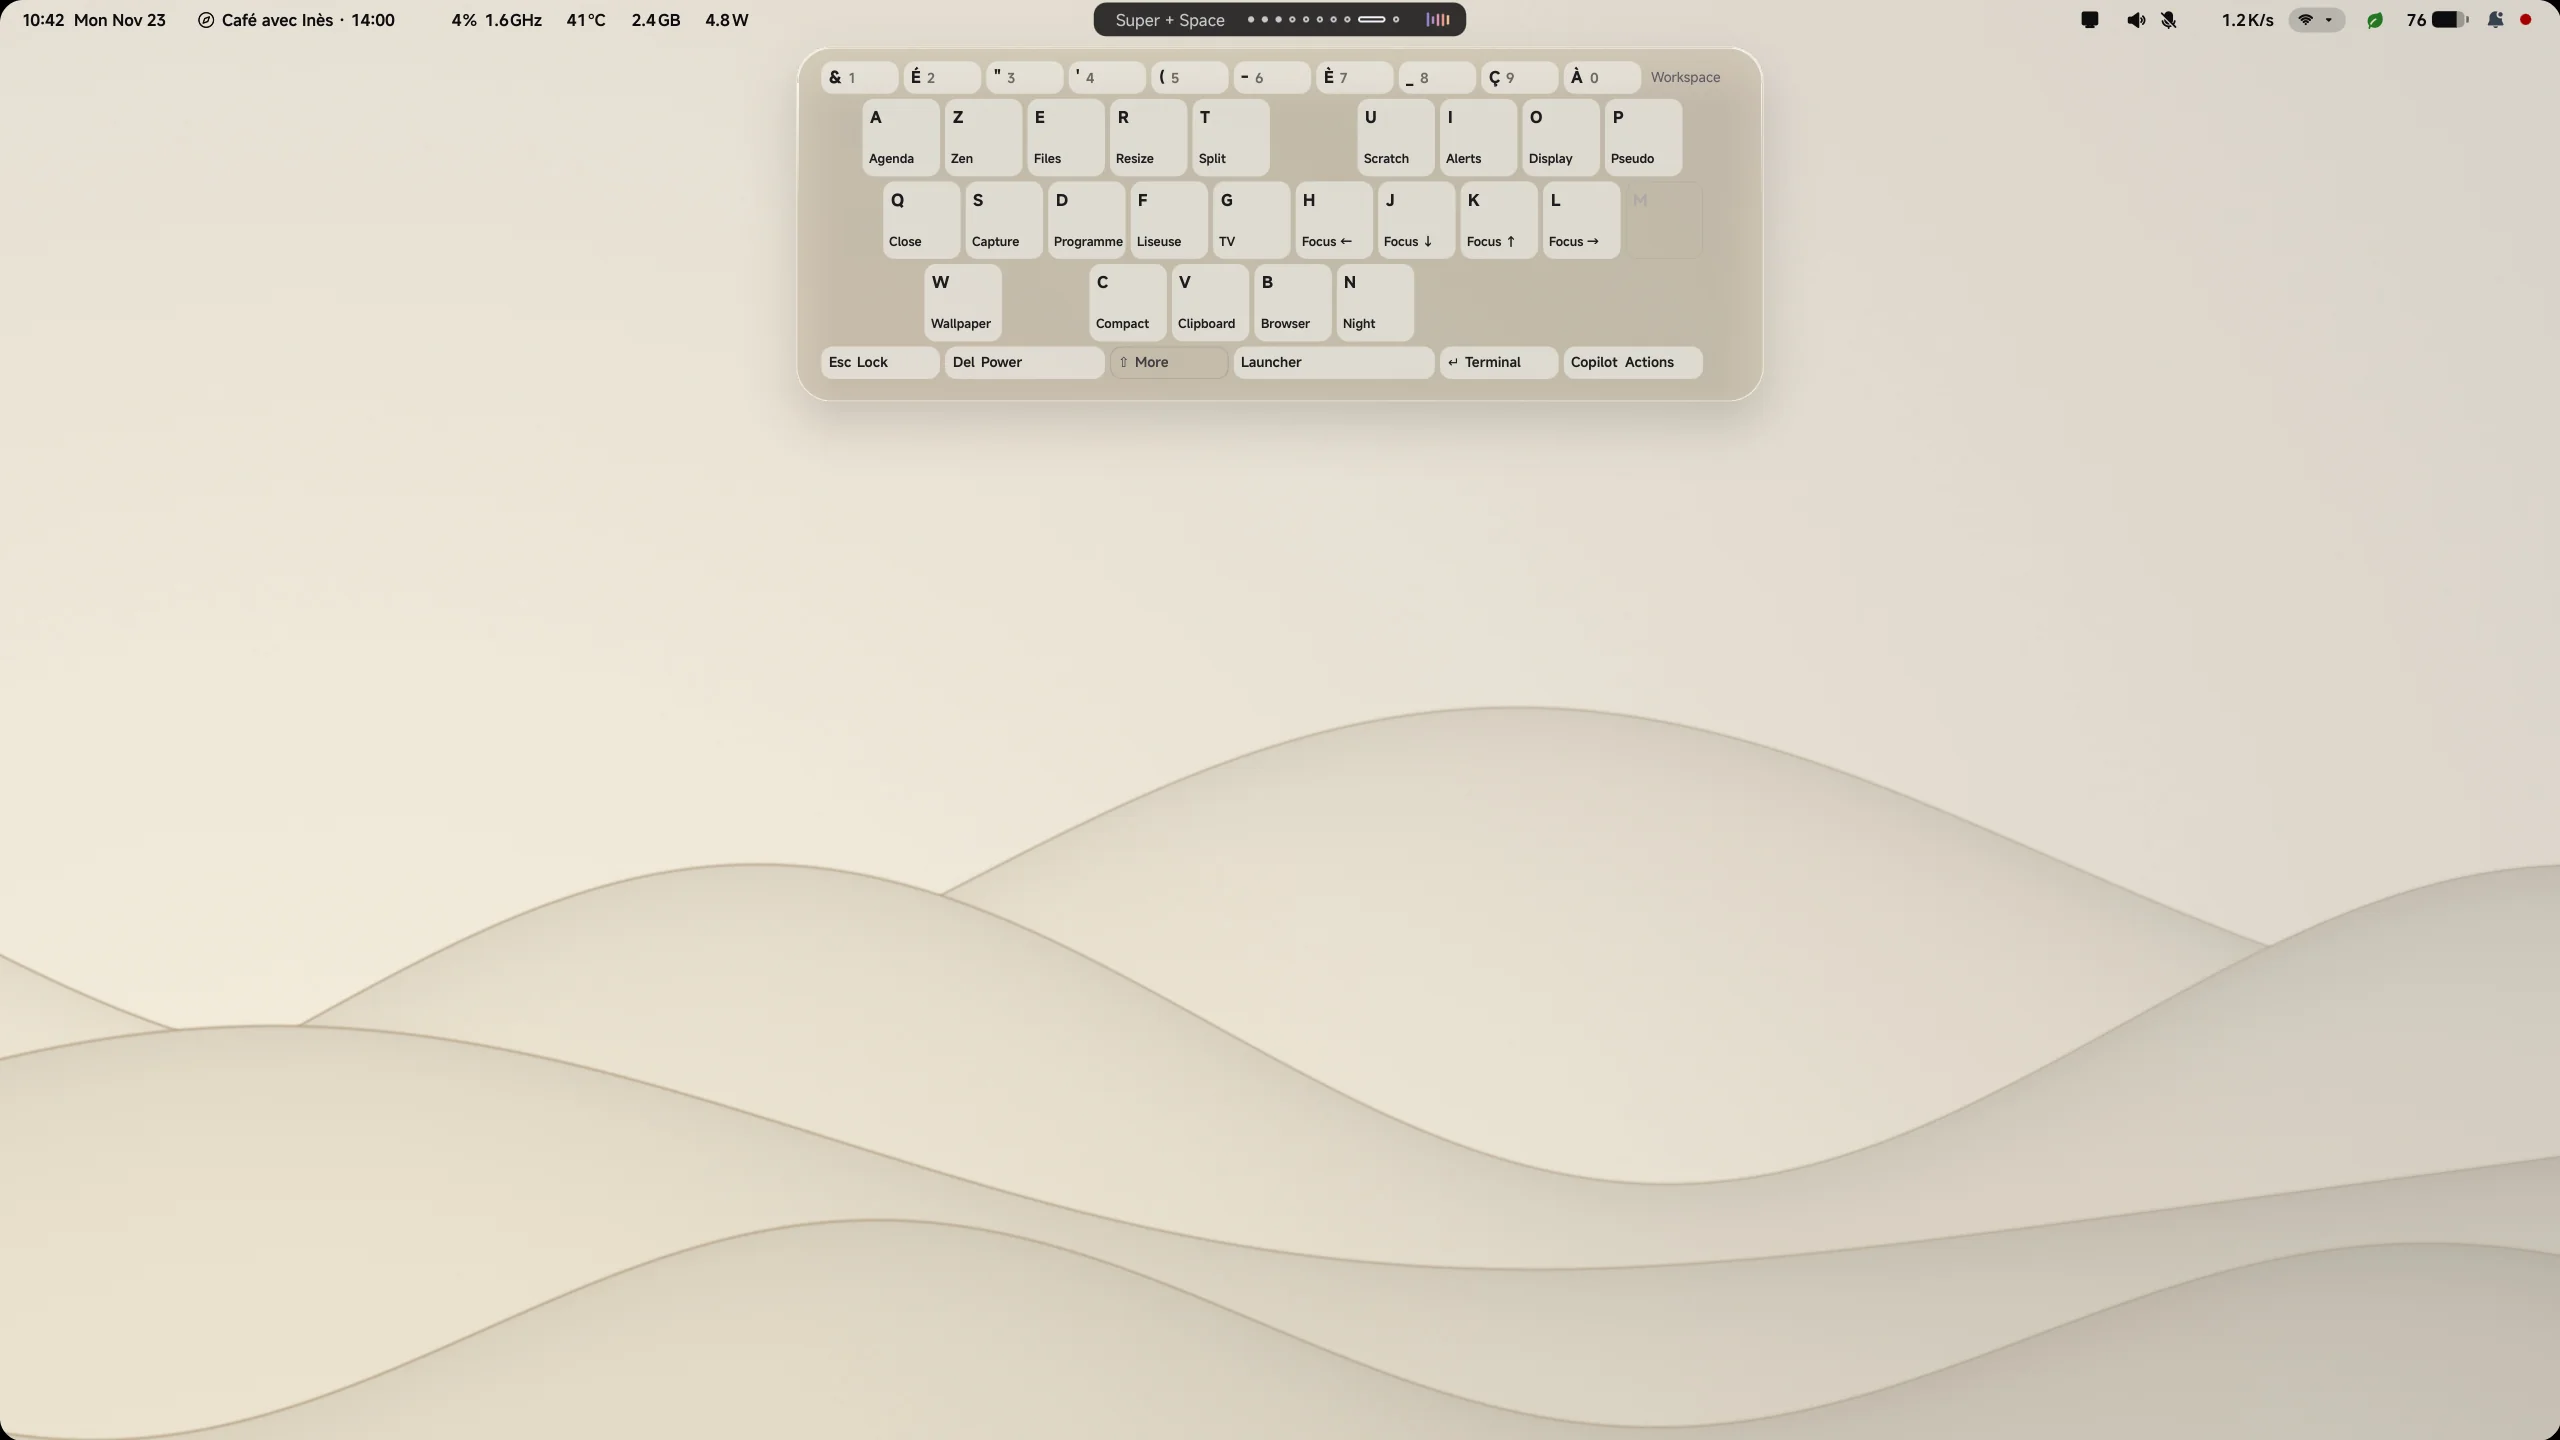 10:42 Mon Nov 23 Café avec Inès · 14:00 4% 1.6GHz 41°C 2.4GB 4.8W Super + Space 1.2K/s 76
& 1 É 2 " 3 ' 4 ( 5 - 6 È 7 _ 8 Ç 9 À 0 Workspace
A Z E R T U I O P
Agenda Zen Files Resize Split Scratch Alerts Display Pseudo
Q S D F G H J K L M
Close Capture Programme Liseuse TV Focus ← Focus ↓ Focus ↑ Focus →
W C V B N
Wallpaper Compact Clipboard Browser Night
Esc Lock Del Power ⇧ More Launcher ↵ Terminal Copilot Actions